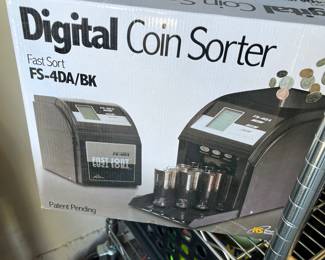 Digital Coin Sorter
Fast Sort
FS-4DA/BK
FAST SORT
Patent Pending